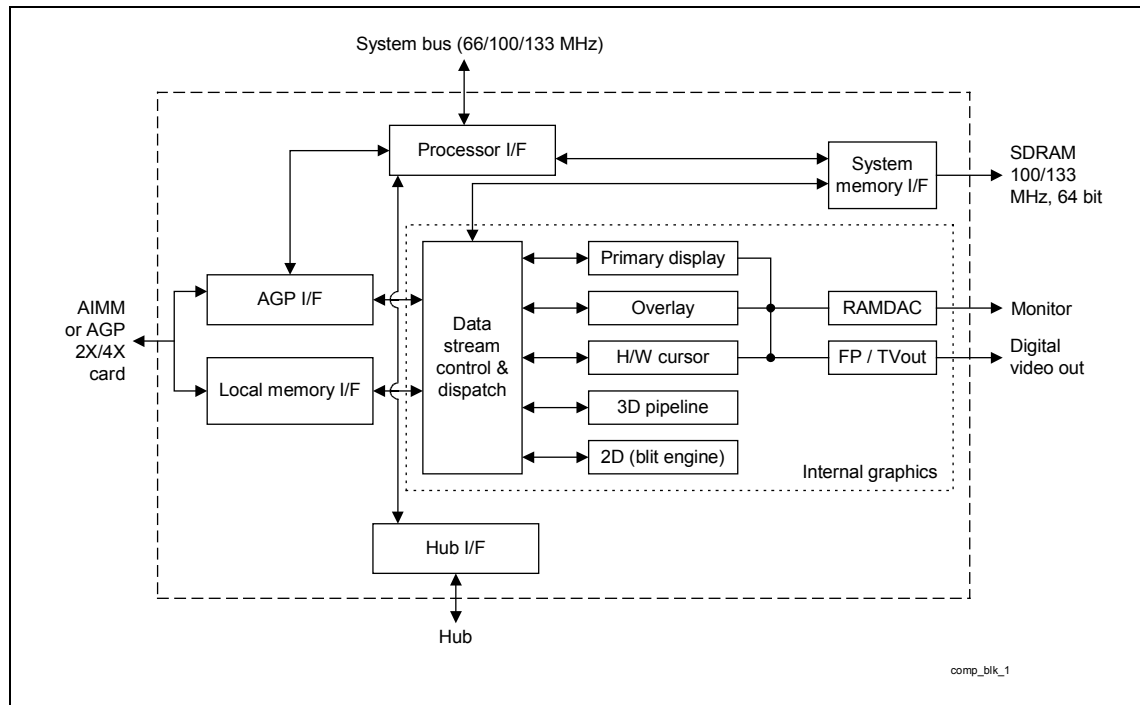 System bus (66/100/133 MHz)
Processor I/F
System
memory I/F
SDRAM
100/133
MHz, 64 bit
AGP I/F
AIMM
or AGP
2X/4X
card
Local memory I/F
Data
stream
control &
dispatch
Primary display
Overlay
H/W cursor
3D pipeline
2D (blit engine)
RAMDAC
Monitor
FP / TVout
Digital
video out
Internal graphics
Hub I/F
Hub
comp_blk_1